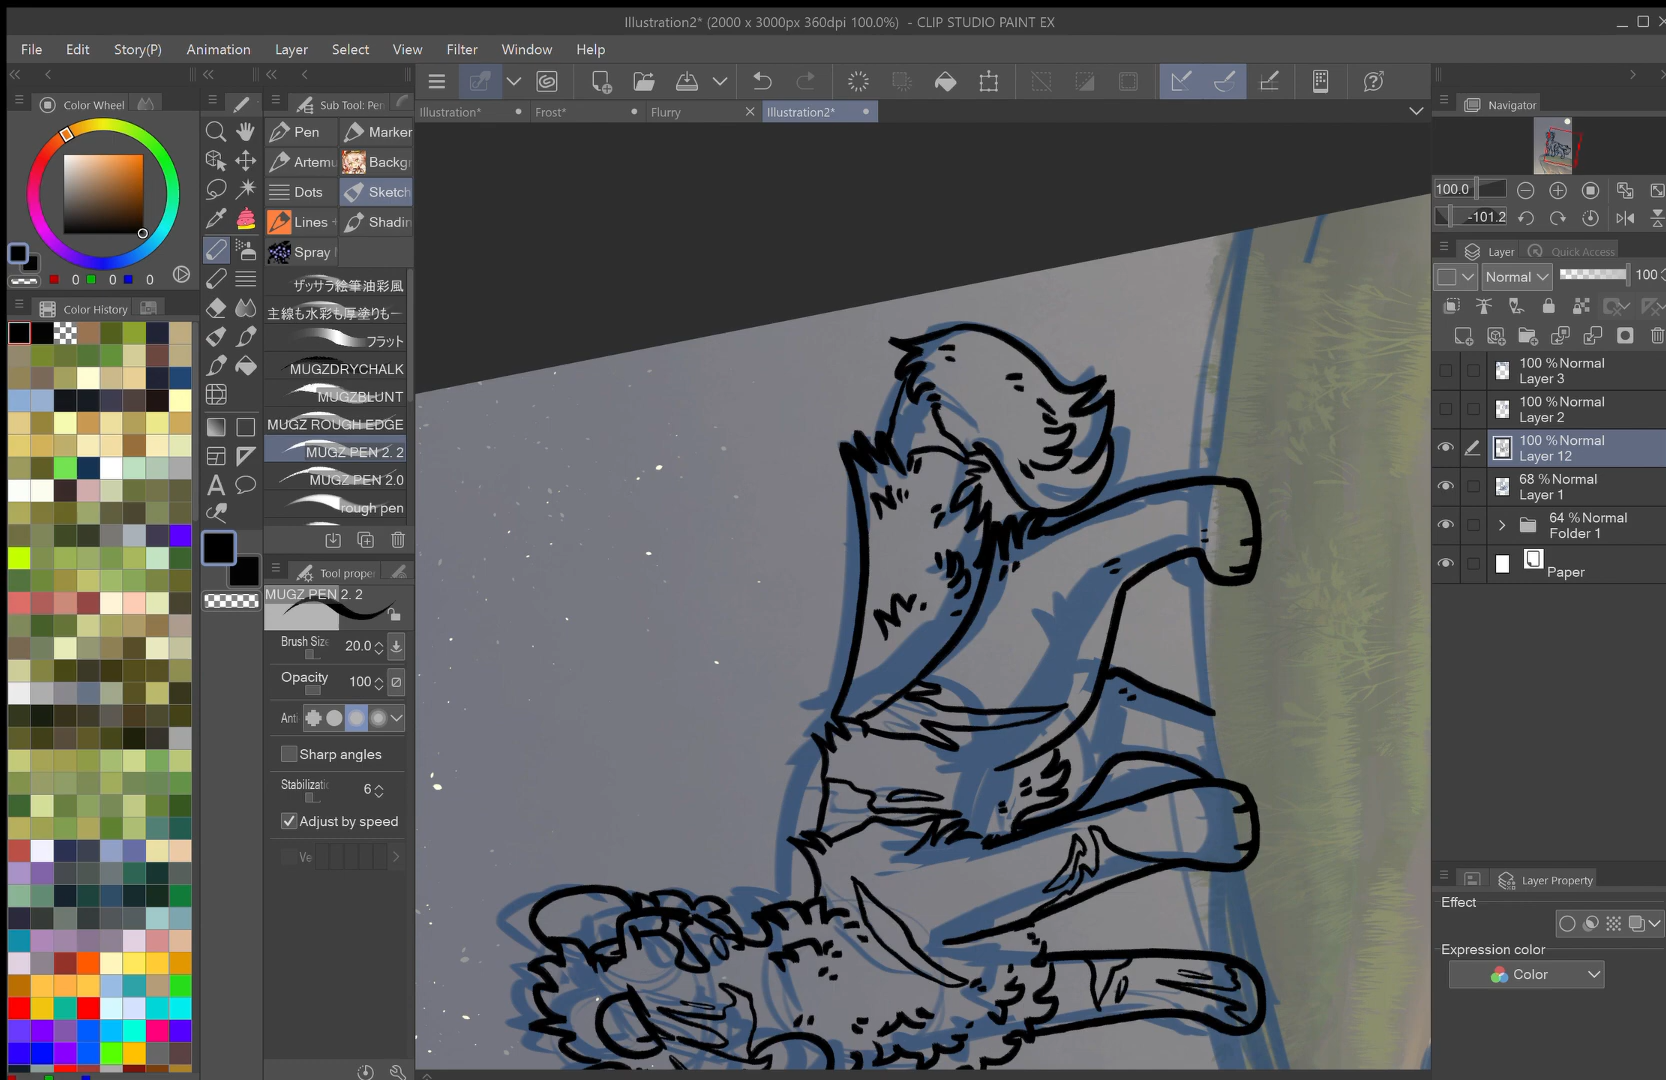 Illustration2* (2000 x 3000px 360dpi 100.0%) - CLIP STUDIO PAINT EX
File Edit Story(P) Animation Layer Select View Filter Window Help
Color Wheel
Sub Tool: Pen
Illustration* Frost* Flurry Illustration2*
Navigator
Pen Marker
Artemu Backgr
Dots Sketch
Lines Shadin
Spray
100.0
-101.2
0 0 0
Color History
Layer Quick Access
Normal 100
ザッサラ絵筆油彩風
主線も水彩も厚塗りも一
フラット
MUGZDRYCHALK
MUGZBLUNT
MUGZ ROUGH EDGE
MUGZ PEN 2. 2
MUGZ PEN 2.0
rough pen
100 % Normal
Layer 3
100 % Normal
Layer 2
100 % Normal
Layer 12
68 % Normal
Layer 1
64 % Normal
Folder 1
Paper
Tool proper
MUGZ PEN 2. 2
Brush Size 20.0
Opacity 100
Anti
Sharp angles
Stabilizati 6
Adjust by speed
Ve
Layer Property
Effect
Expression color
Color